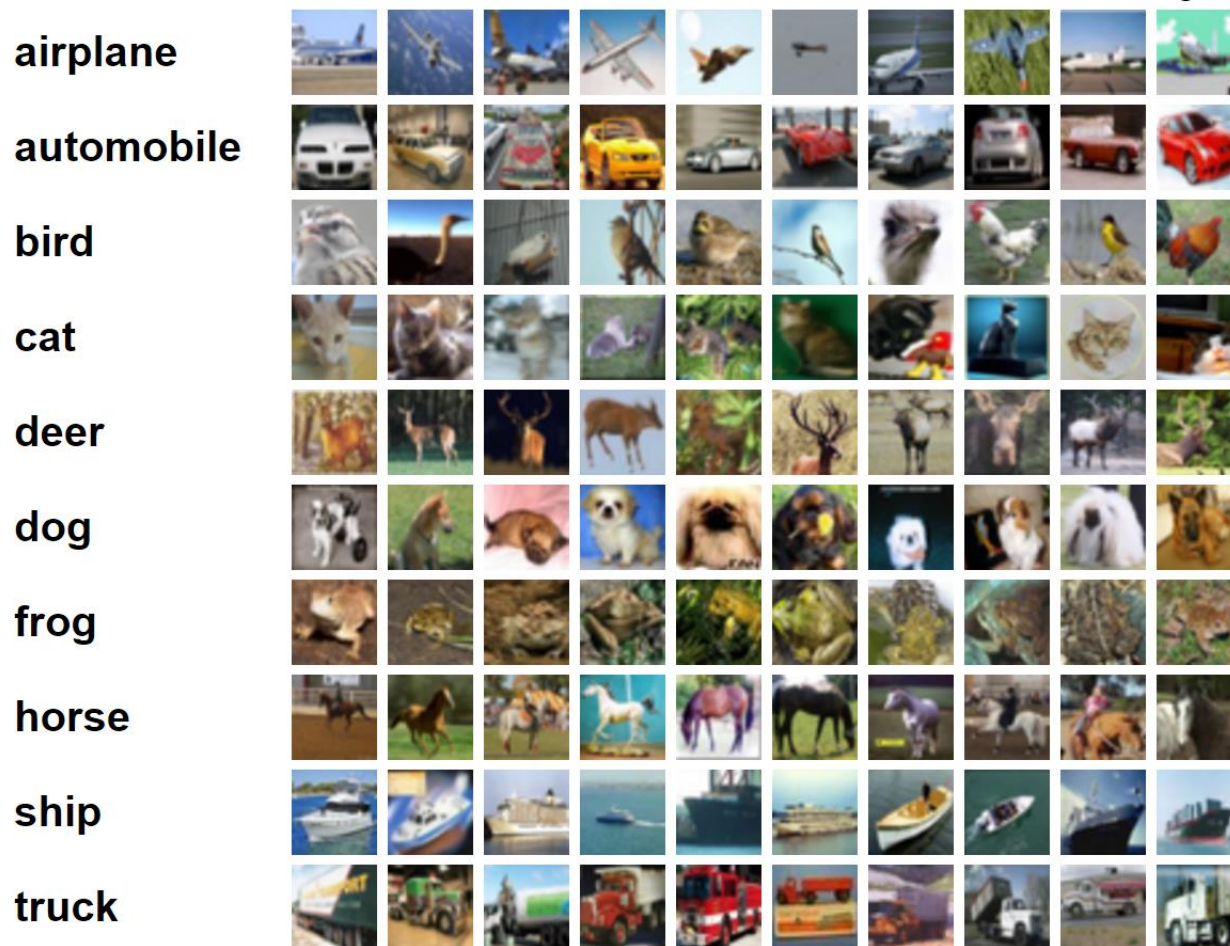 airplane
automobile
bird
cat
deer
dog
frog
horse
ship
truck